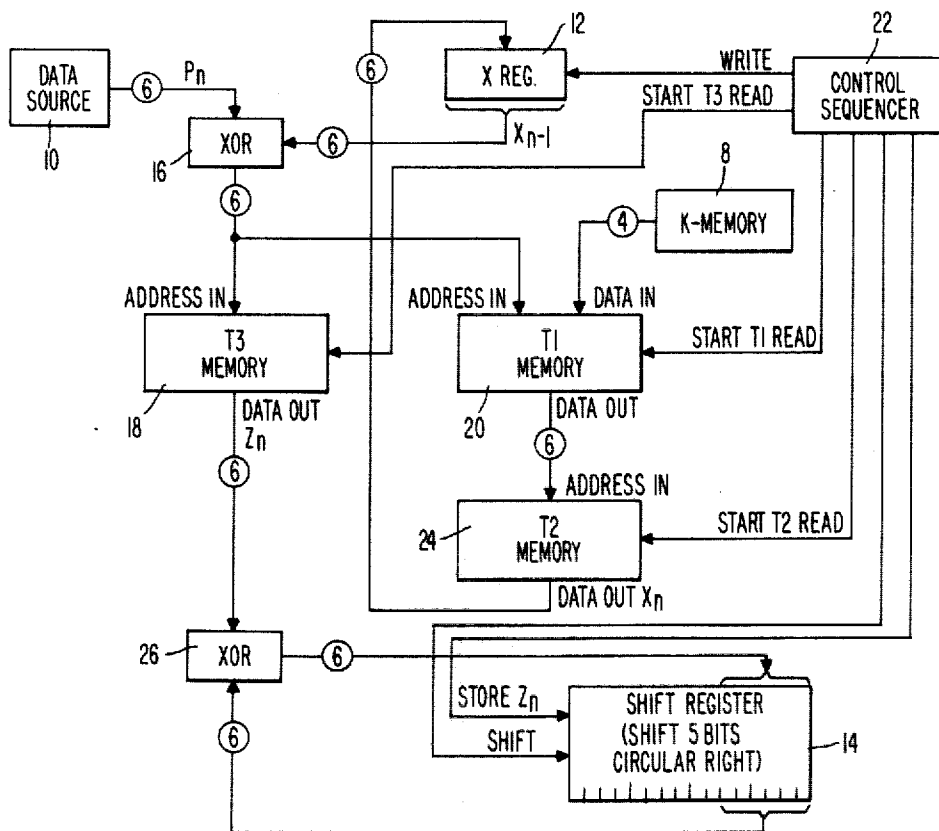 12
22
DATA
SOURCE
10
6
Pn
6
X REG.
WRITE
CONTROL
SEQUENCER
START T3 READ
XOR
16
6
Xn-1
8
6
4
K-MEMORY
ADDRESS IN
ADDRESS IN
DATA IN
T3
MEMORY
18
T1
MEMORY
20
START T1 READ
DATA OUT
Zn
DATA OUT
6
6
ADDRESS IN
24
T2
MEMORY
START T2 READ
DATA OUT Xn
26
XOR
6
STORE Zn
SHIFT
SHIFT REGISTER
(SHIFT 5 BITS
CIRCULAR RIGHT)
14
6